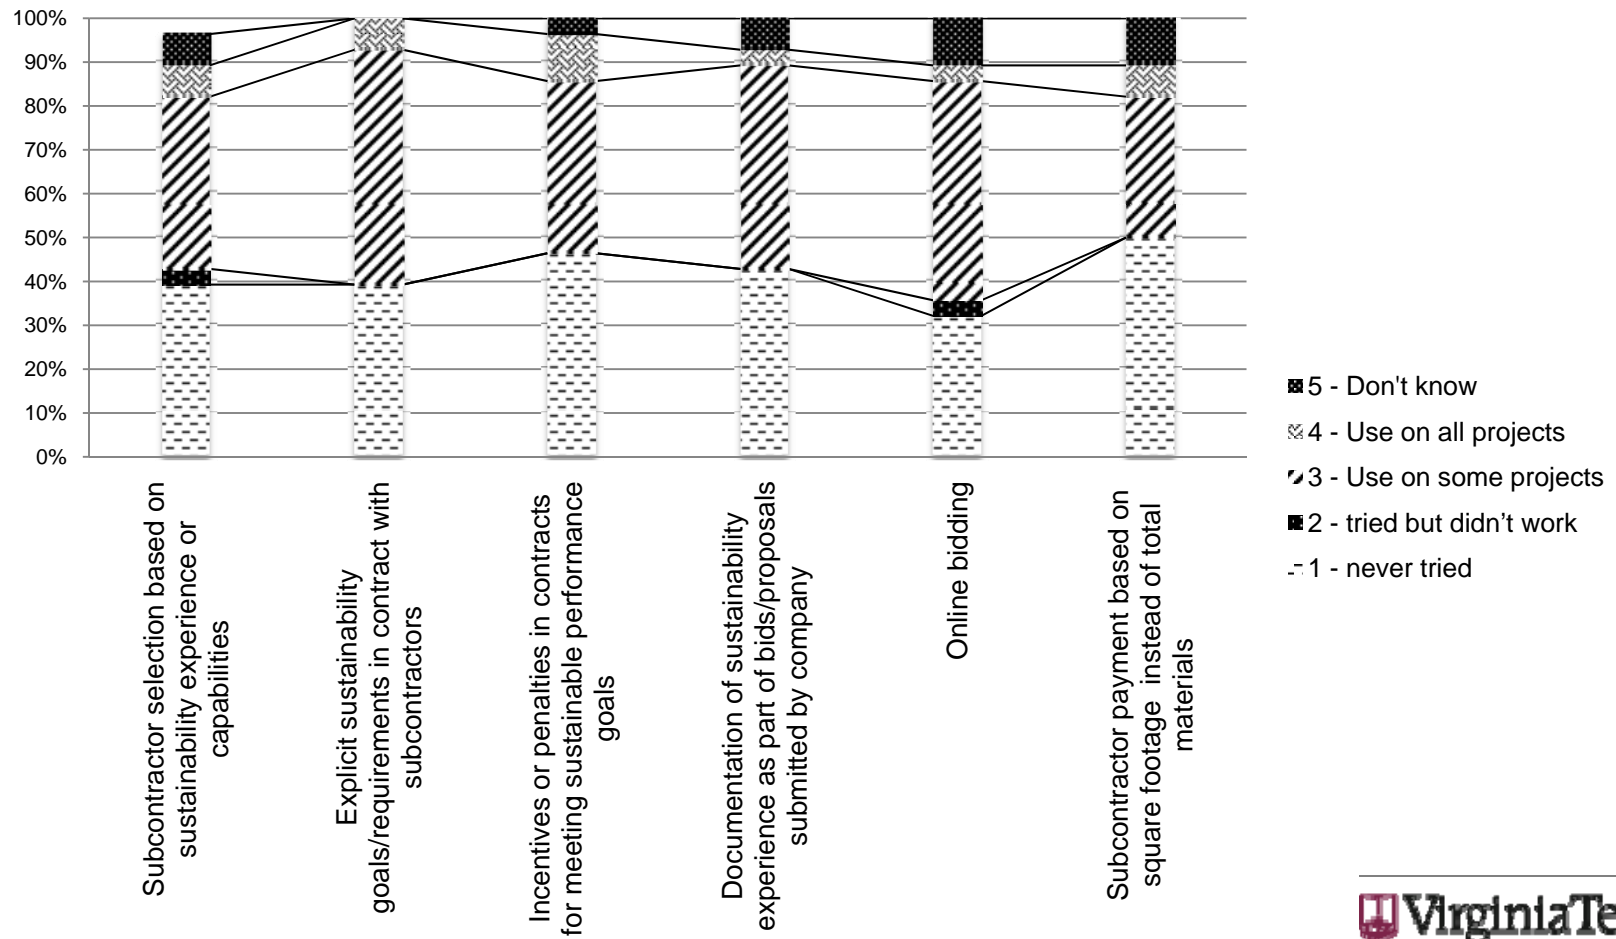 100%
90%
80%
70%
60%
50%
40%
30%
20%
10%
0%
Subcontractor selection based on
sustainability experience or
capabilities
Explicit sustainability
goals/requirements in contract with
subcontractors
Incentives or penalties in contracts
for meeting sustainable performance
goals
Documentation of sustainability
experience as part of bids/proposals
submitted by company
Online bidding
Subcontractor payment based on
square footage instead of total
materials
5 - Don't know
4 - Use on all projects
3 - Use on some projects
2 - tried but didn’t work
1 - never tried
VirginiaTe